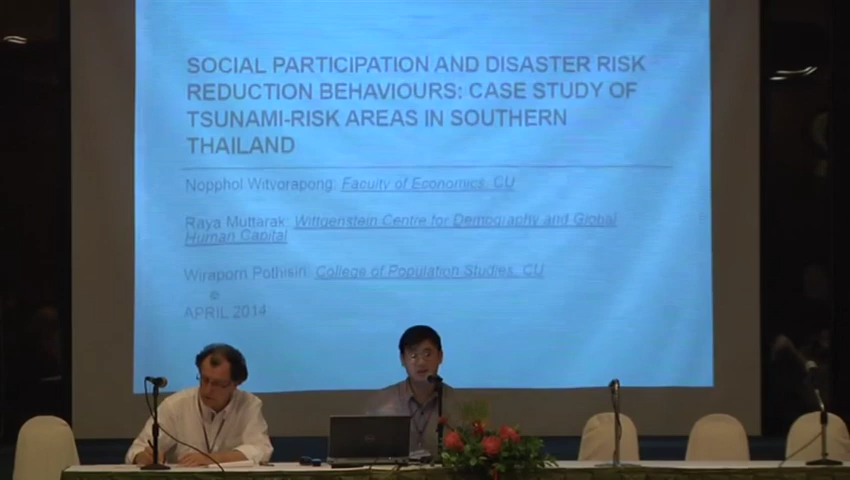 SOCIAL PARTICIPATION AND DISASTER RISK
REDUCTION BEHAVIOURS: CASE STUDY OF
TSUNAMI-RISK AREAS IN SOUTHERN
THAILAND
Nopphol Witvorapong: Faculty of Economics, CU
Raya Muttarak: Wittgenstein Centre for Demography and Global
Human Capital
Wiraporn Pothisiri: College of Population Studies, CU
APRIL 2014